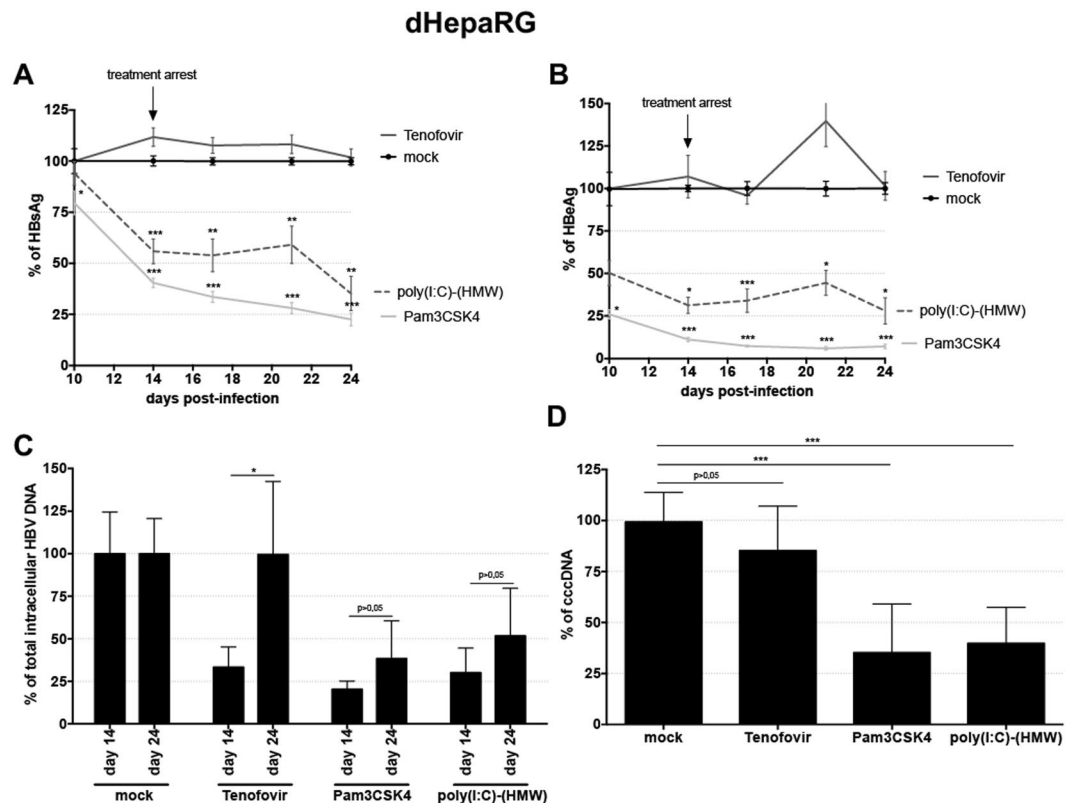 dHepaRG
A
treatment arrest
125
100
75
50
25
0
% of HBsAg
Tenofovir
mock
poly(I:C)-(HMW)
Pam3CSK4
*
***
**
**
**
***
***
***
***
10 12 14 16 18 20 22 24
days post-infection
B
treatment arrest
150
125
100
75
50
25
0
% of HBeAg
Tenofovir
mock
poly(I:C)-(HMW)
Pam3CSK4
*
***
*
*
*
***
***
***
***
10 12 14 16 18 20 22 24
days post-infection
C
150
125
100
75
50
25
0
% of total intracellular HBV DNA
*
p>0,05
p>0,05
day 14 day 24 day 14 day 24 day 14 day 24 day 14 day 24
mock Tenofovir Pam3CSK4 poly(I:C)-(HMW)
D
***
***
p>0,05
125
100
75
50
25
0
% of cccDNA
mock Tenofovir Pam3CSK4 poly(I:C)-(HMW)